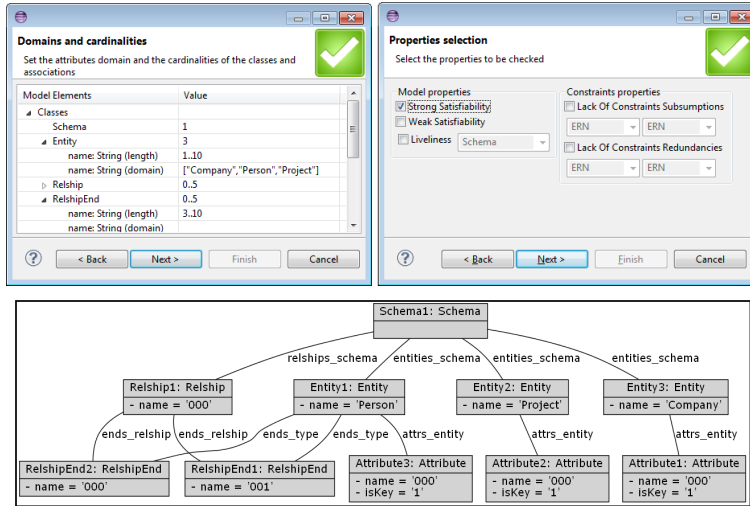 Domains and cardinalities
Set the attributes domain and the cardinalities of the classes and
associations
Model Elements Value
Classes
Schema 1
Entity 3
name: String (length) 1..10
name: String (domain) ["Company","Person","Project"]
Relship 0..5
RelshipEnd 0..5
name: String (length) 3..10
name: String (domain)
? < Back Next > Finish Cancel
Properties selection
Select the properties to be checked
Model properties
Strong Satisfiability
Weak Satisfiability
Liveliness Schema
Constraints properties
Lack Of Constraints Subsumptions
ERN ERN
Lack Of Constraints Redundancies
ERN ERN
? < Back Next > Finish Cancel
Schema1: Schema
relships_schema entities_schema entities_schema entities_schema
Relship1: Relship Entity1: Entity Entity2: Entity Entity3: Entity
- name = '000' - name = 'Person' - name = 'Project' - name = 'Company'
ends_relship ends_relship ends_type ends_type attrs_entity attrs_entity attrs_entity
RelshipEnd2: RelshipEnd RelshipEnd1: RelshipEnd Attribute3: Attribute Attribute2: Attribute Attribute1: Attribute
- name = '000' - name = '001' - name = '000' - name = '000' - name = '000'
- isKey = '1' - isKey = '1' - isKey = '1'